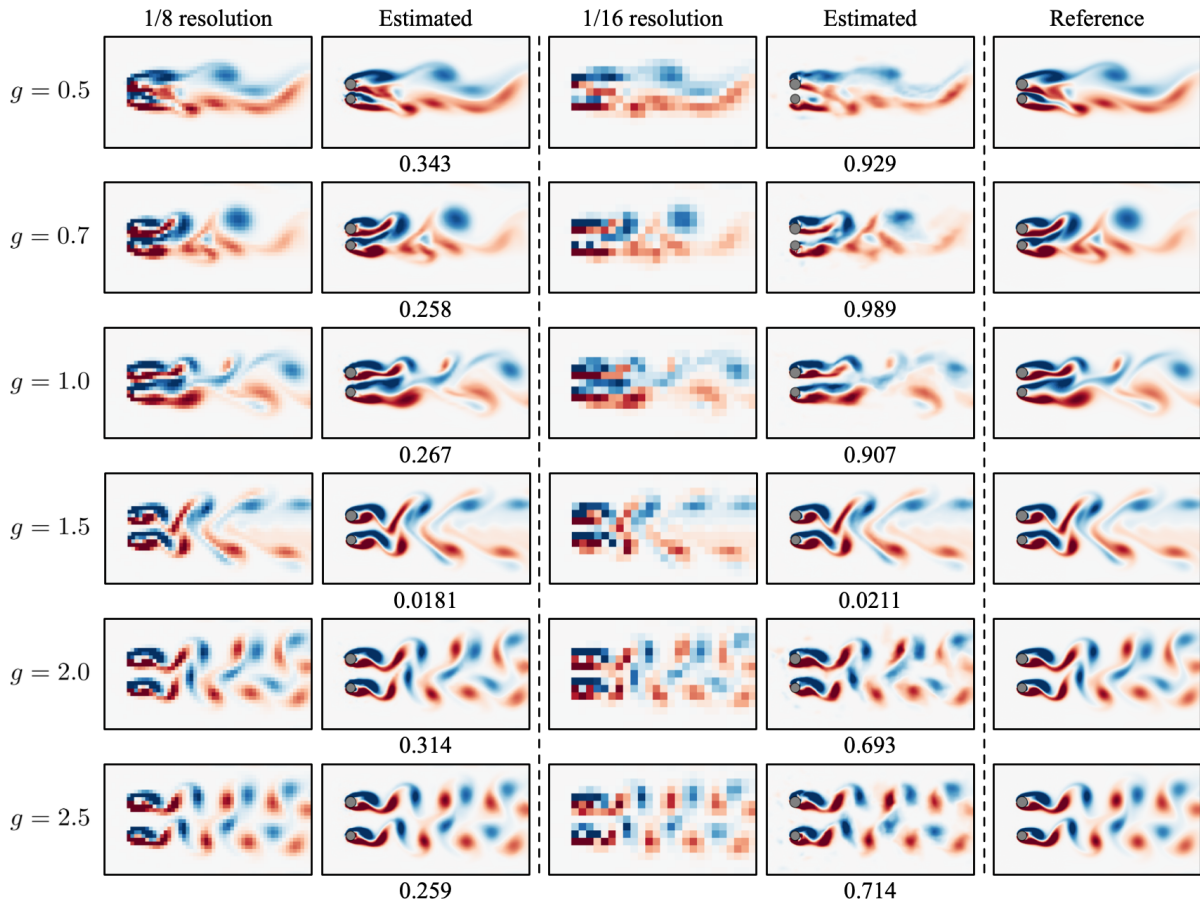 1/8 resolution Estimated 1/16 resolution Estimated Reference
g = 0.5
0.343 0.929
g = 0.7
0.258 0.989
g = 1.0
0.267 0.907
g = 1.5
0.0181 0.0211
g = 2.0
0.314 0.693
g = 2.5
0.259 0.714